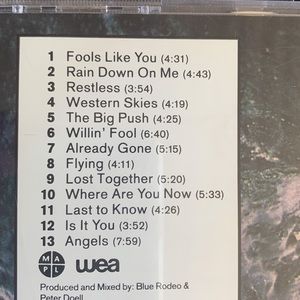 1 Fools Like You (4:31)
2 Rain Down On Me (4:43)
3 Restless (3:54)
4 Western Skies (4:19)
5 The Big Push (4:25)
6 Willin' Fool (6:40)
7 Already Gone (5:15)
8 Flying (4:11)
9 Lost Together (5:20)
10 Where Are You Now (5:33)
11 Last to Know (4:26)
12 Is It You (3:52)
13 Angels (7:59)
M A P L wea
Produced and Mixed by: Blue Rodeo &
Peter Doell